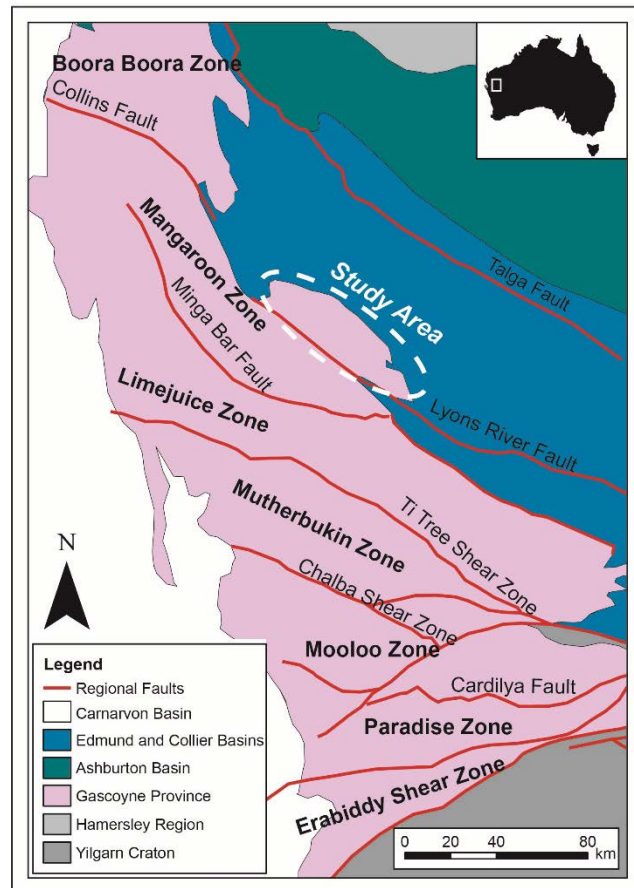 Boora Boora Zone
Collins Fault
Mangaroon Zone
Minga Bar Fault
Study Area
Talga Fault
Limejuice Zone
Lyons River Fault
Mutherbukin Zone
Ti Tree Shear Zone
Chalba Shear Zone
N
Mooloo Zone
Cardilya Fault
Paradise Zone
Erabiddy Shear Zone
Legend
Regional Faults
Carnarvon Basin
Edmund and Collier Basins
Ashburton Basin
Gascoyne Province
Hamersley Region
Yilgarn Craton
0 20 40 80
km